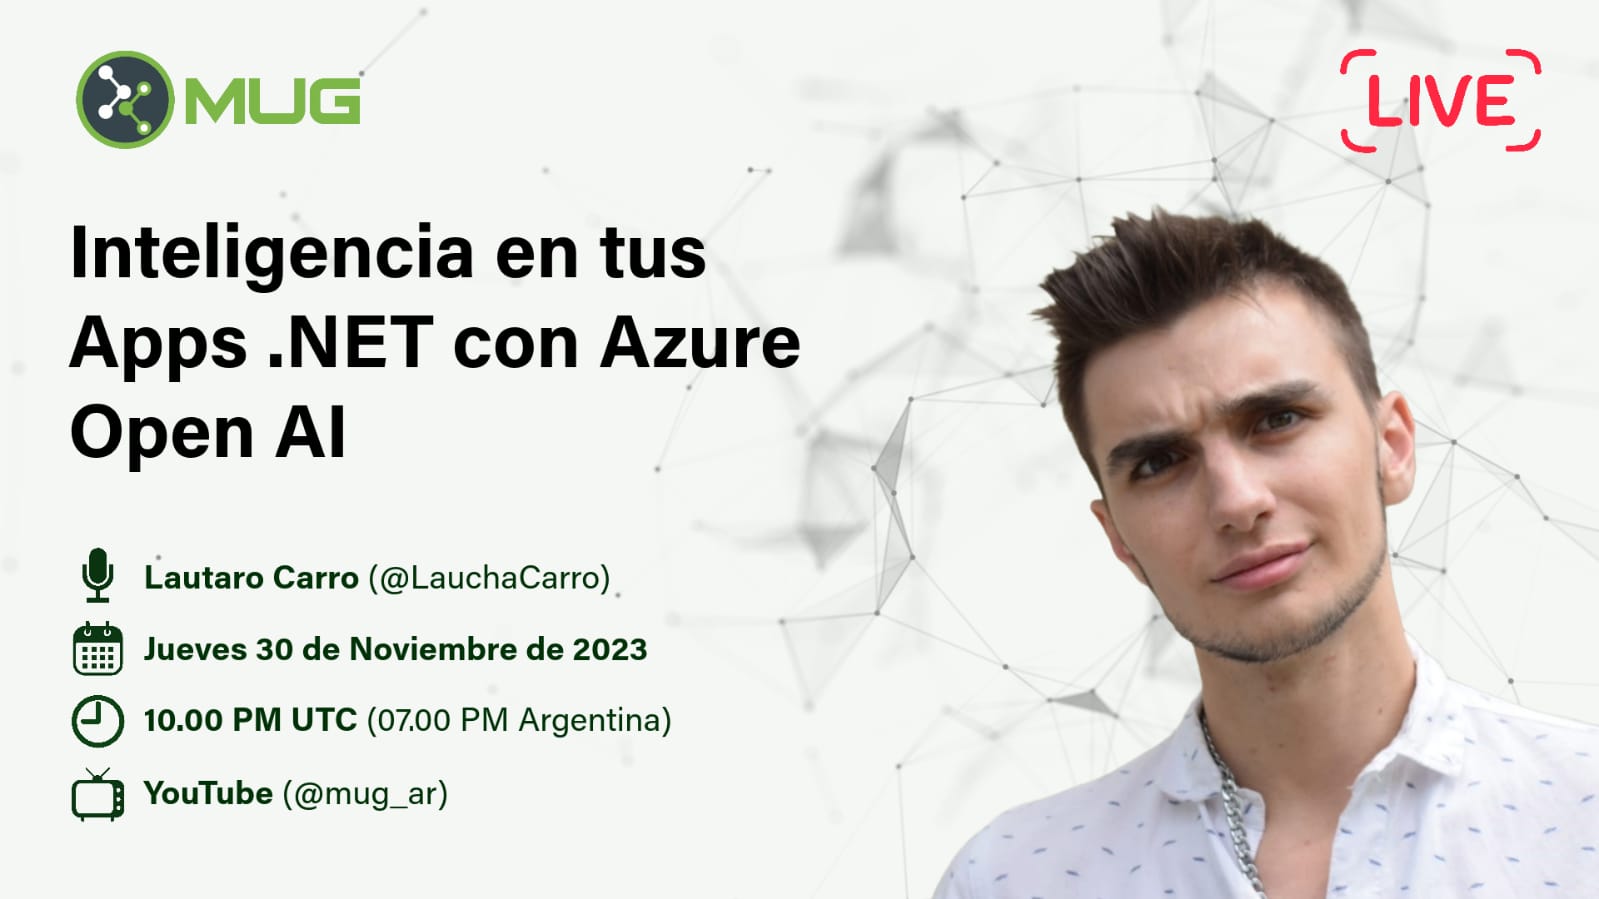 MUG
LIVE
Inteligencia en tus
Apps .NET con Azure
Open AI
Lautaro Carro (@LauchaCarro)
Jueves 30 de Noviembre de 2023
10.00 PM UTC (07.00 PM Argentina)
YouTube (@mug_ar)